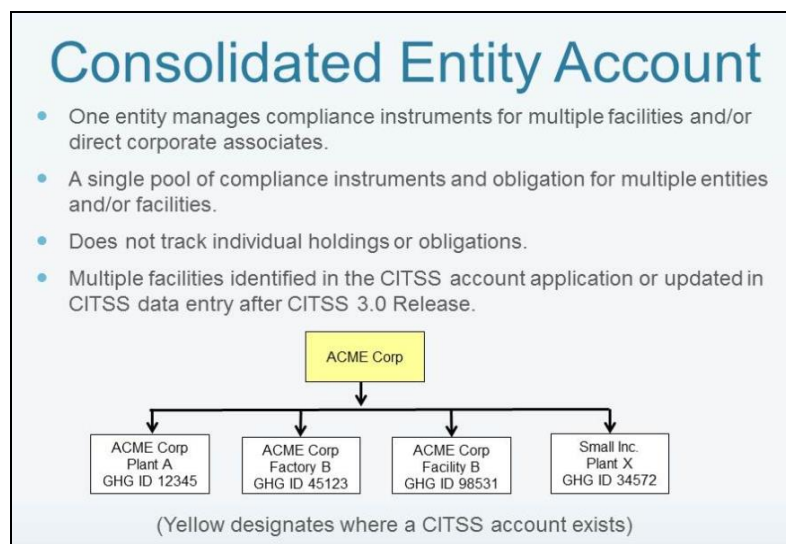 Consolidated Entity Account
One entity manages compliance instruments for multiple facilities and/or
direct corporate associates.
A single pool of compliance instruments and obligation for multiple entities
and/or facilities.
Does not track individual holdings or obligations.
Multiple facilities identified in the CITSS account application or updated in
CITSS data entry after CITSS 3.0 Release.
ACME Corp
ACME Corp
Plant A
GHG ID 12345
ACME Corp
Factory B
GHG ID 45123
ACME Corp
Facility B
GHG ID 98531
Small Inc.
Plant X
GHG ID 34572
(Yellow designates where a CITSS account exists)